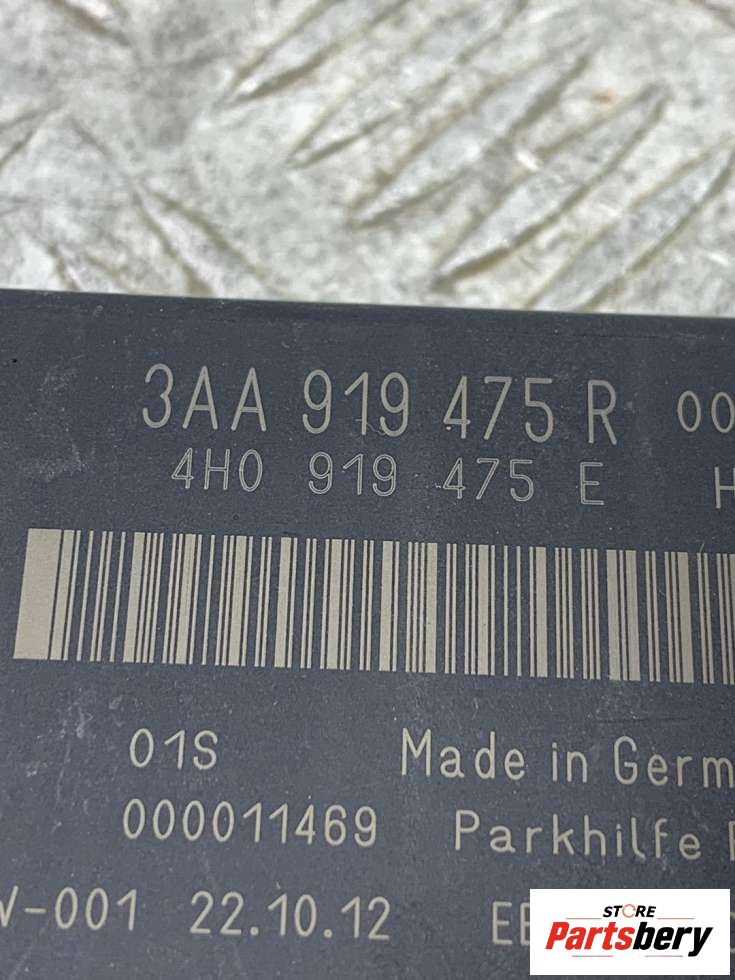 3AA 919 475 R 00
4H0 919 475 E H
01S Made in Germ
000011469 Parkhilfe
V-001 22.10.12
STORE
Partsbery